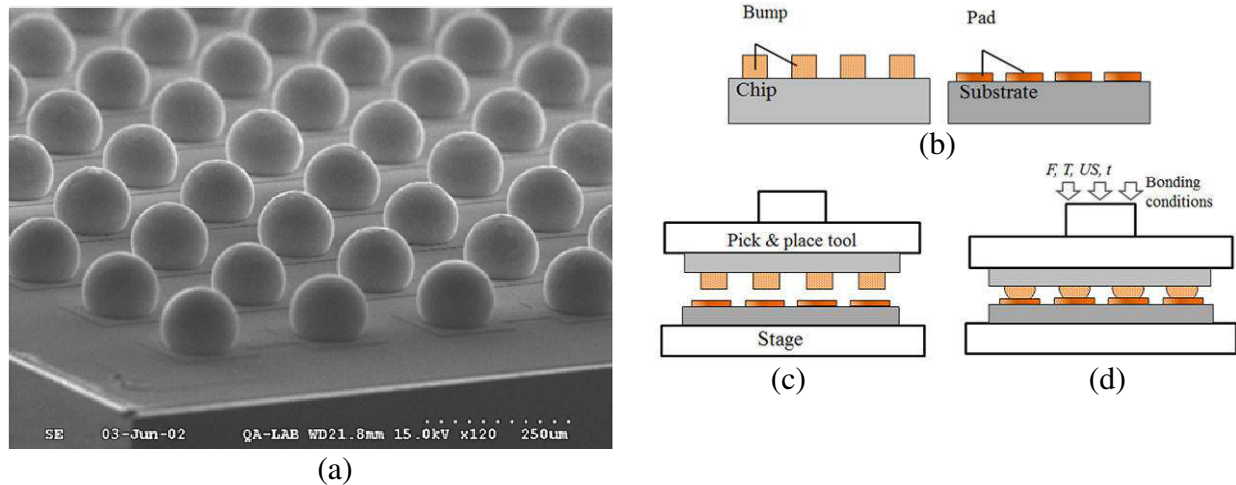 SE 03-Jun-02 QA-LAB WD21.8mm 15.0kV x120 250um
(a)
Bump
Pad
Chip
Substrate
(b)
Pick & place tool
Stage
(c)
F, T, US, t
Bonding
conditions
(d)